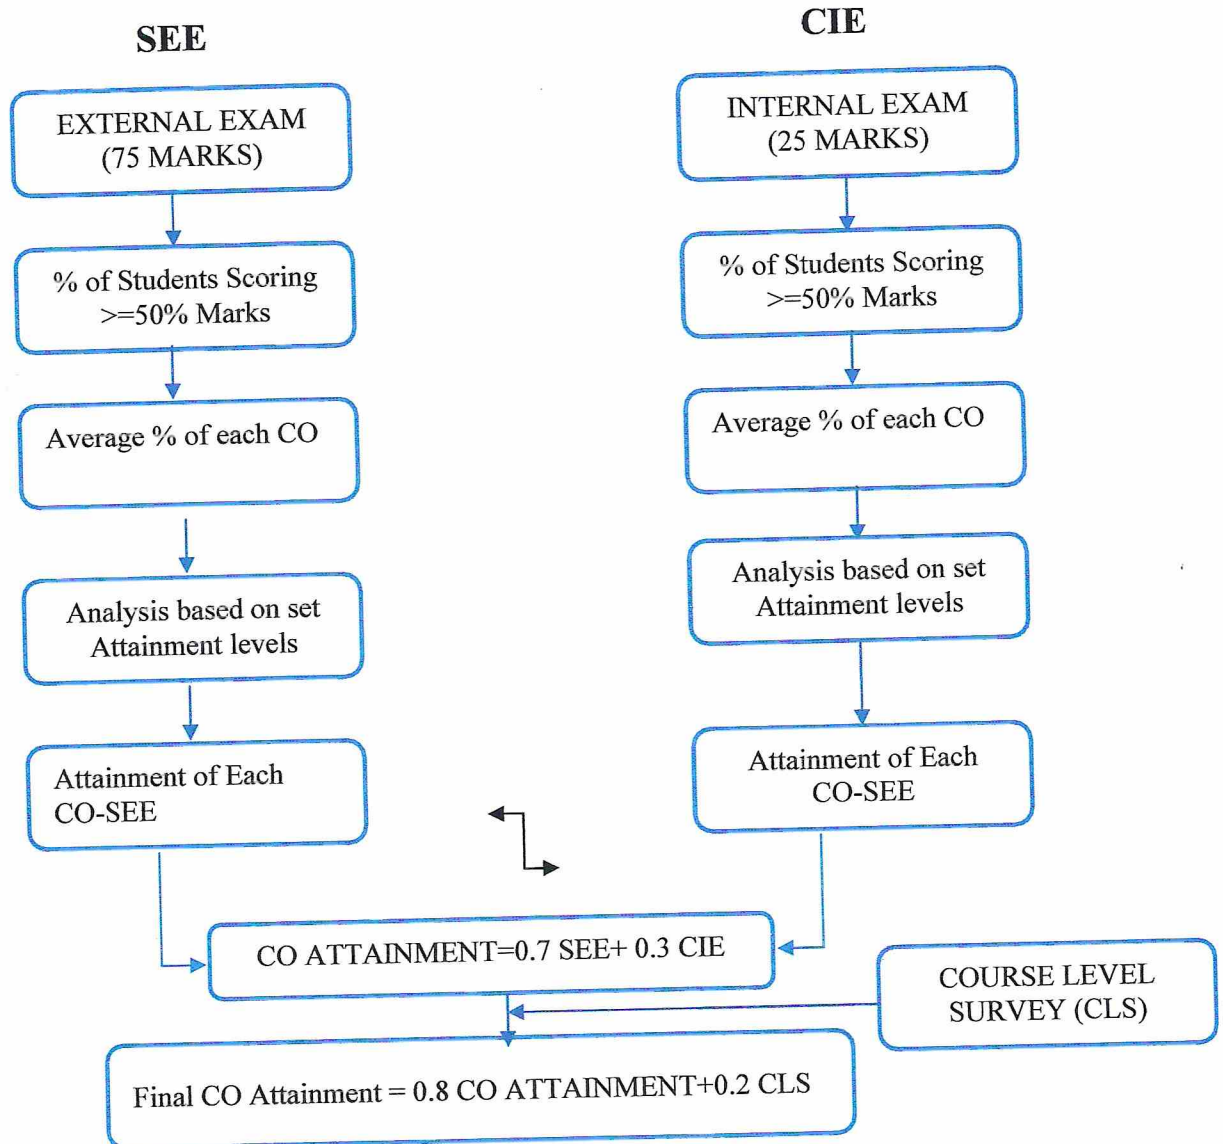 SEE
EXTERNAL EXAM
(75 MARKS)
% of Students Scoring
>=50% Marks
Average % of each CO
Analysis based on set
Attainment levels
Attainment of Each
CO-SEE
CIE
INTERNAL EXAM
(25 MARKS)
% of Students Scoring
>=50% Marks
Average % of each CO
Analysis based on set
Attainment levels
Attainment of Each
CO-SEE
CO ATTAINMENT=0.7 SEE+ 0.3 CIE
COURSE LEVEL
SURVEY (CLS)
Final CO Attainment = 0.8 CO ATTAINMENT+0.2 CLS